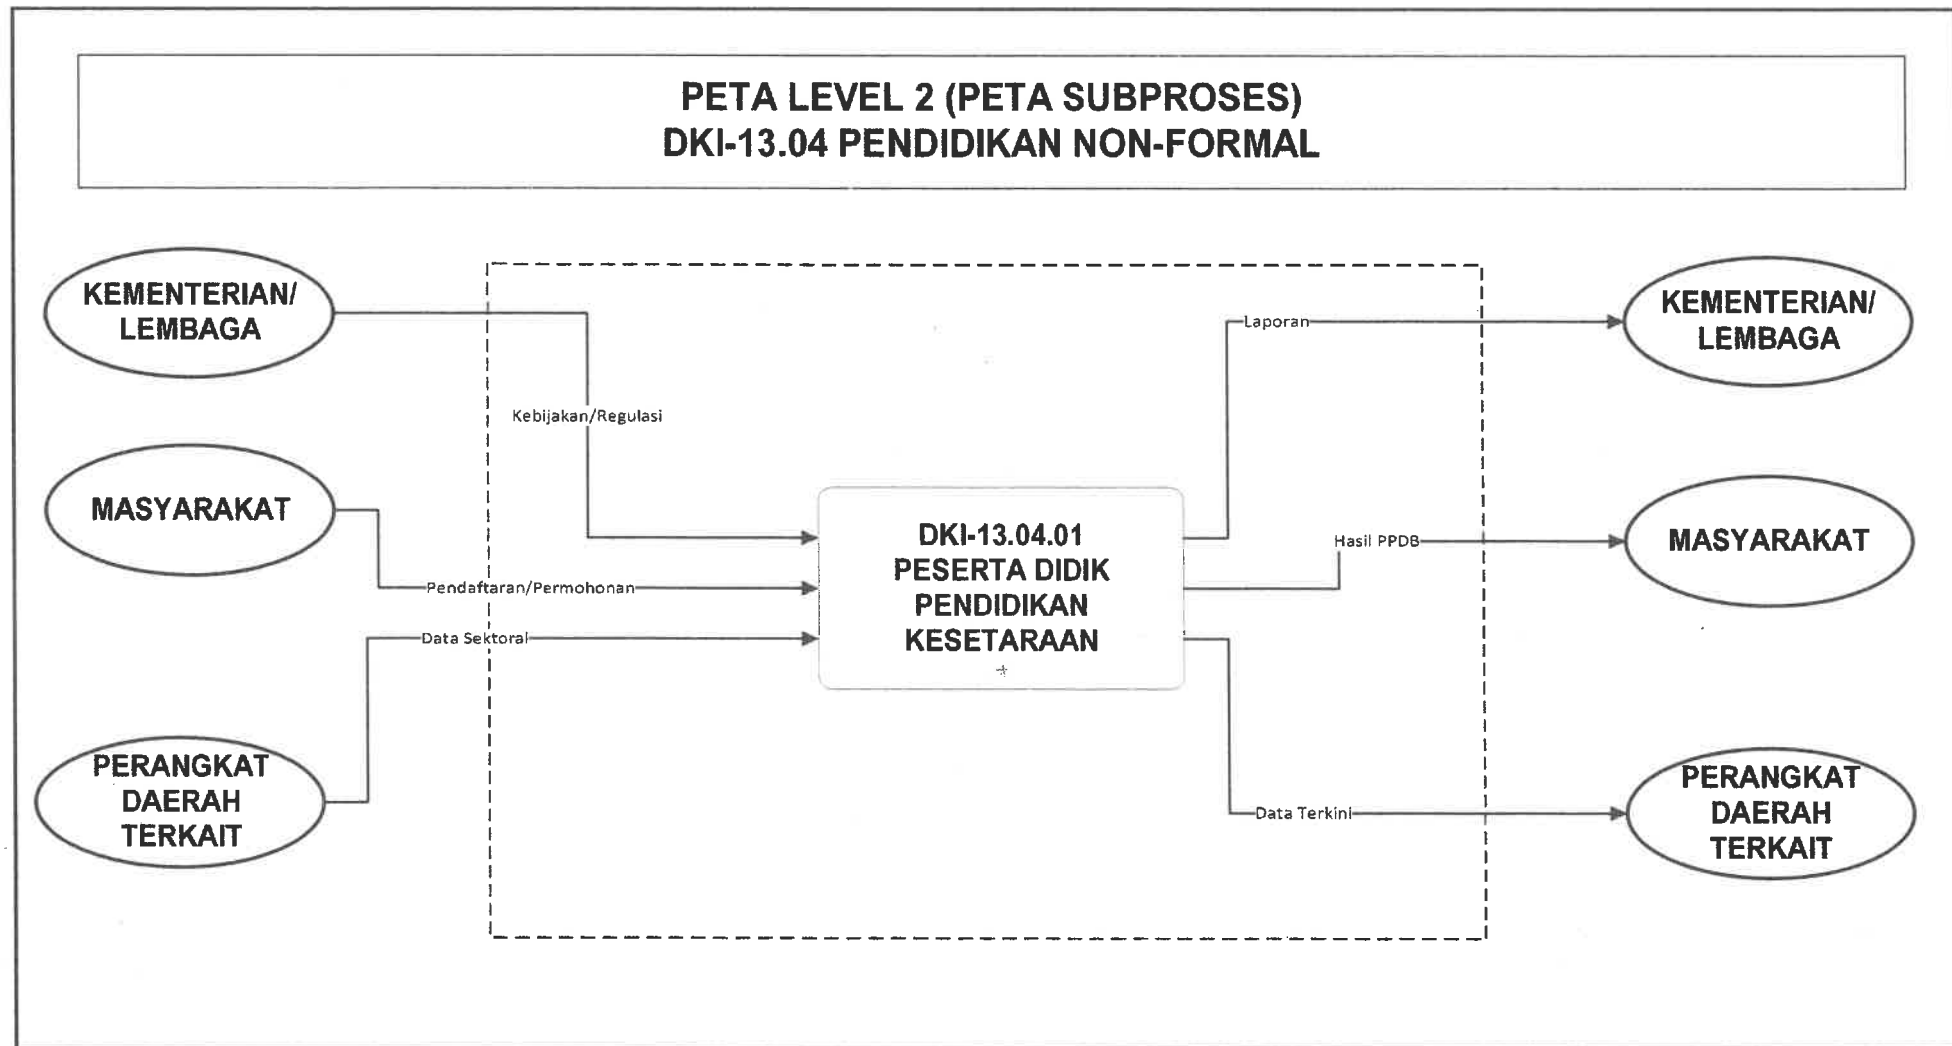 PETA LEVEL 2 (PETA SUBPROSES)
DKI-13.04 PENDIDIKAN NON-FORMAL
KEMENTERIAN/
LEMBAGA
MASYARAKAT
PERANGKAT
DAERAH
TERKAIT
Kebijakan/Regulasi
Pendaftaran/Permohonan
Data Sektoral
DKI-13.04.01
PESERTA DIDIK
PENDIDIKAN
KESETARAAN
Laporan
Hasil PPDB
Data Terkini
KEMENTERIAN/
LEMBAGA
MASYARAKAT
PERANGKAT
DAERAH
TERKAIT